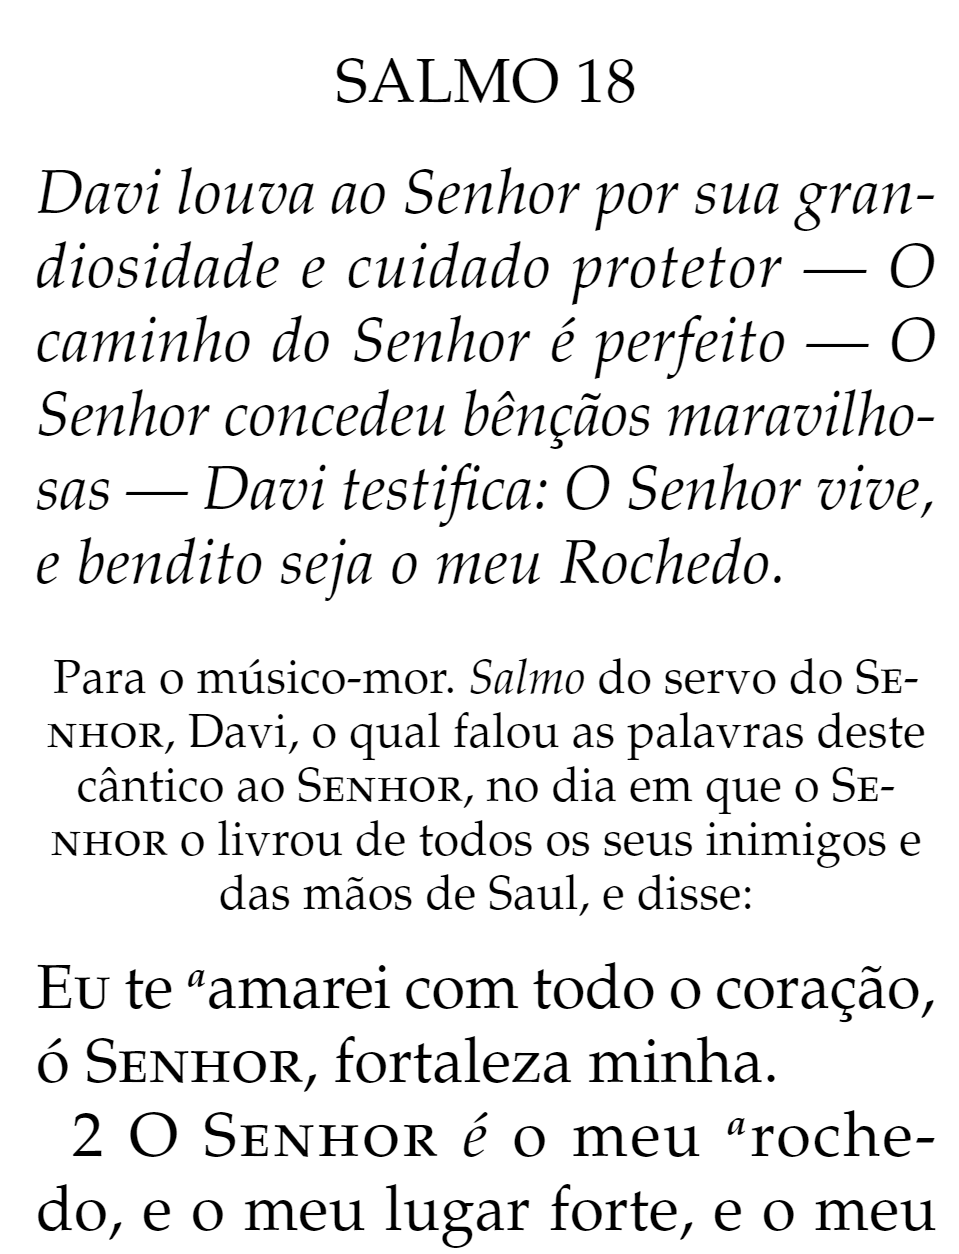 SALMO 18
Davi louva ao Senhor por sua gran-
diosidade e cuidado protetor — O
caminho do Senhor é perfeito — O
Senhor concedeu bênçãos maravilho-
sas — Davi testifica: O Senhor vive,
e bendito seja o meu Rochedo.
Para o músico-mor. Salmo do servo do SE-
NHOR, Davi, o qual falou as palavras deste
cântico ao SENHOR, no dia em que o SE-
NHOR o livrou de todos os seus inimigos e
das mãos de Saul, e disse:
EU te ᵃamarei com todo o coração,
ó SENHOR, fortaleza minha.
2 O SENHOR é o meu ᵃroche-
do, e o meu lugar forte, e o meu